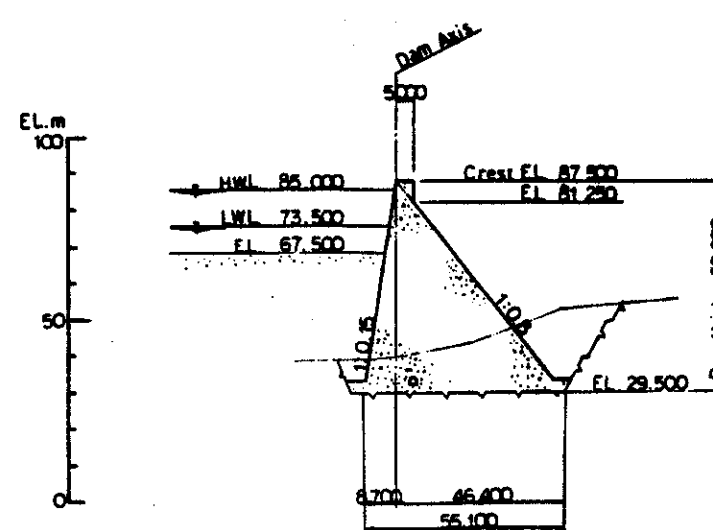 Dam Axis
5.000
EL.m
100
HWL 85.000
Crest EL 87.500
EL 81.250
LWL 73.500
EL 67.500
50
1:0.15
1:0.8
EL 29.500
0
8.700 46.400
55.100